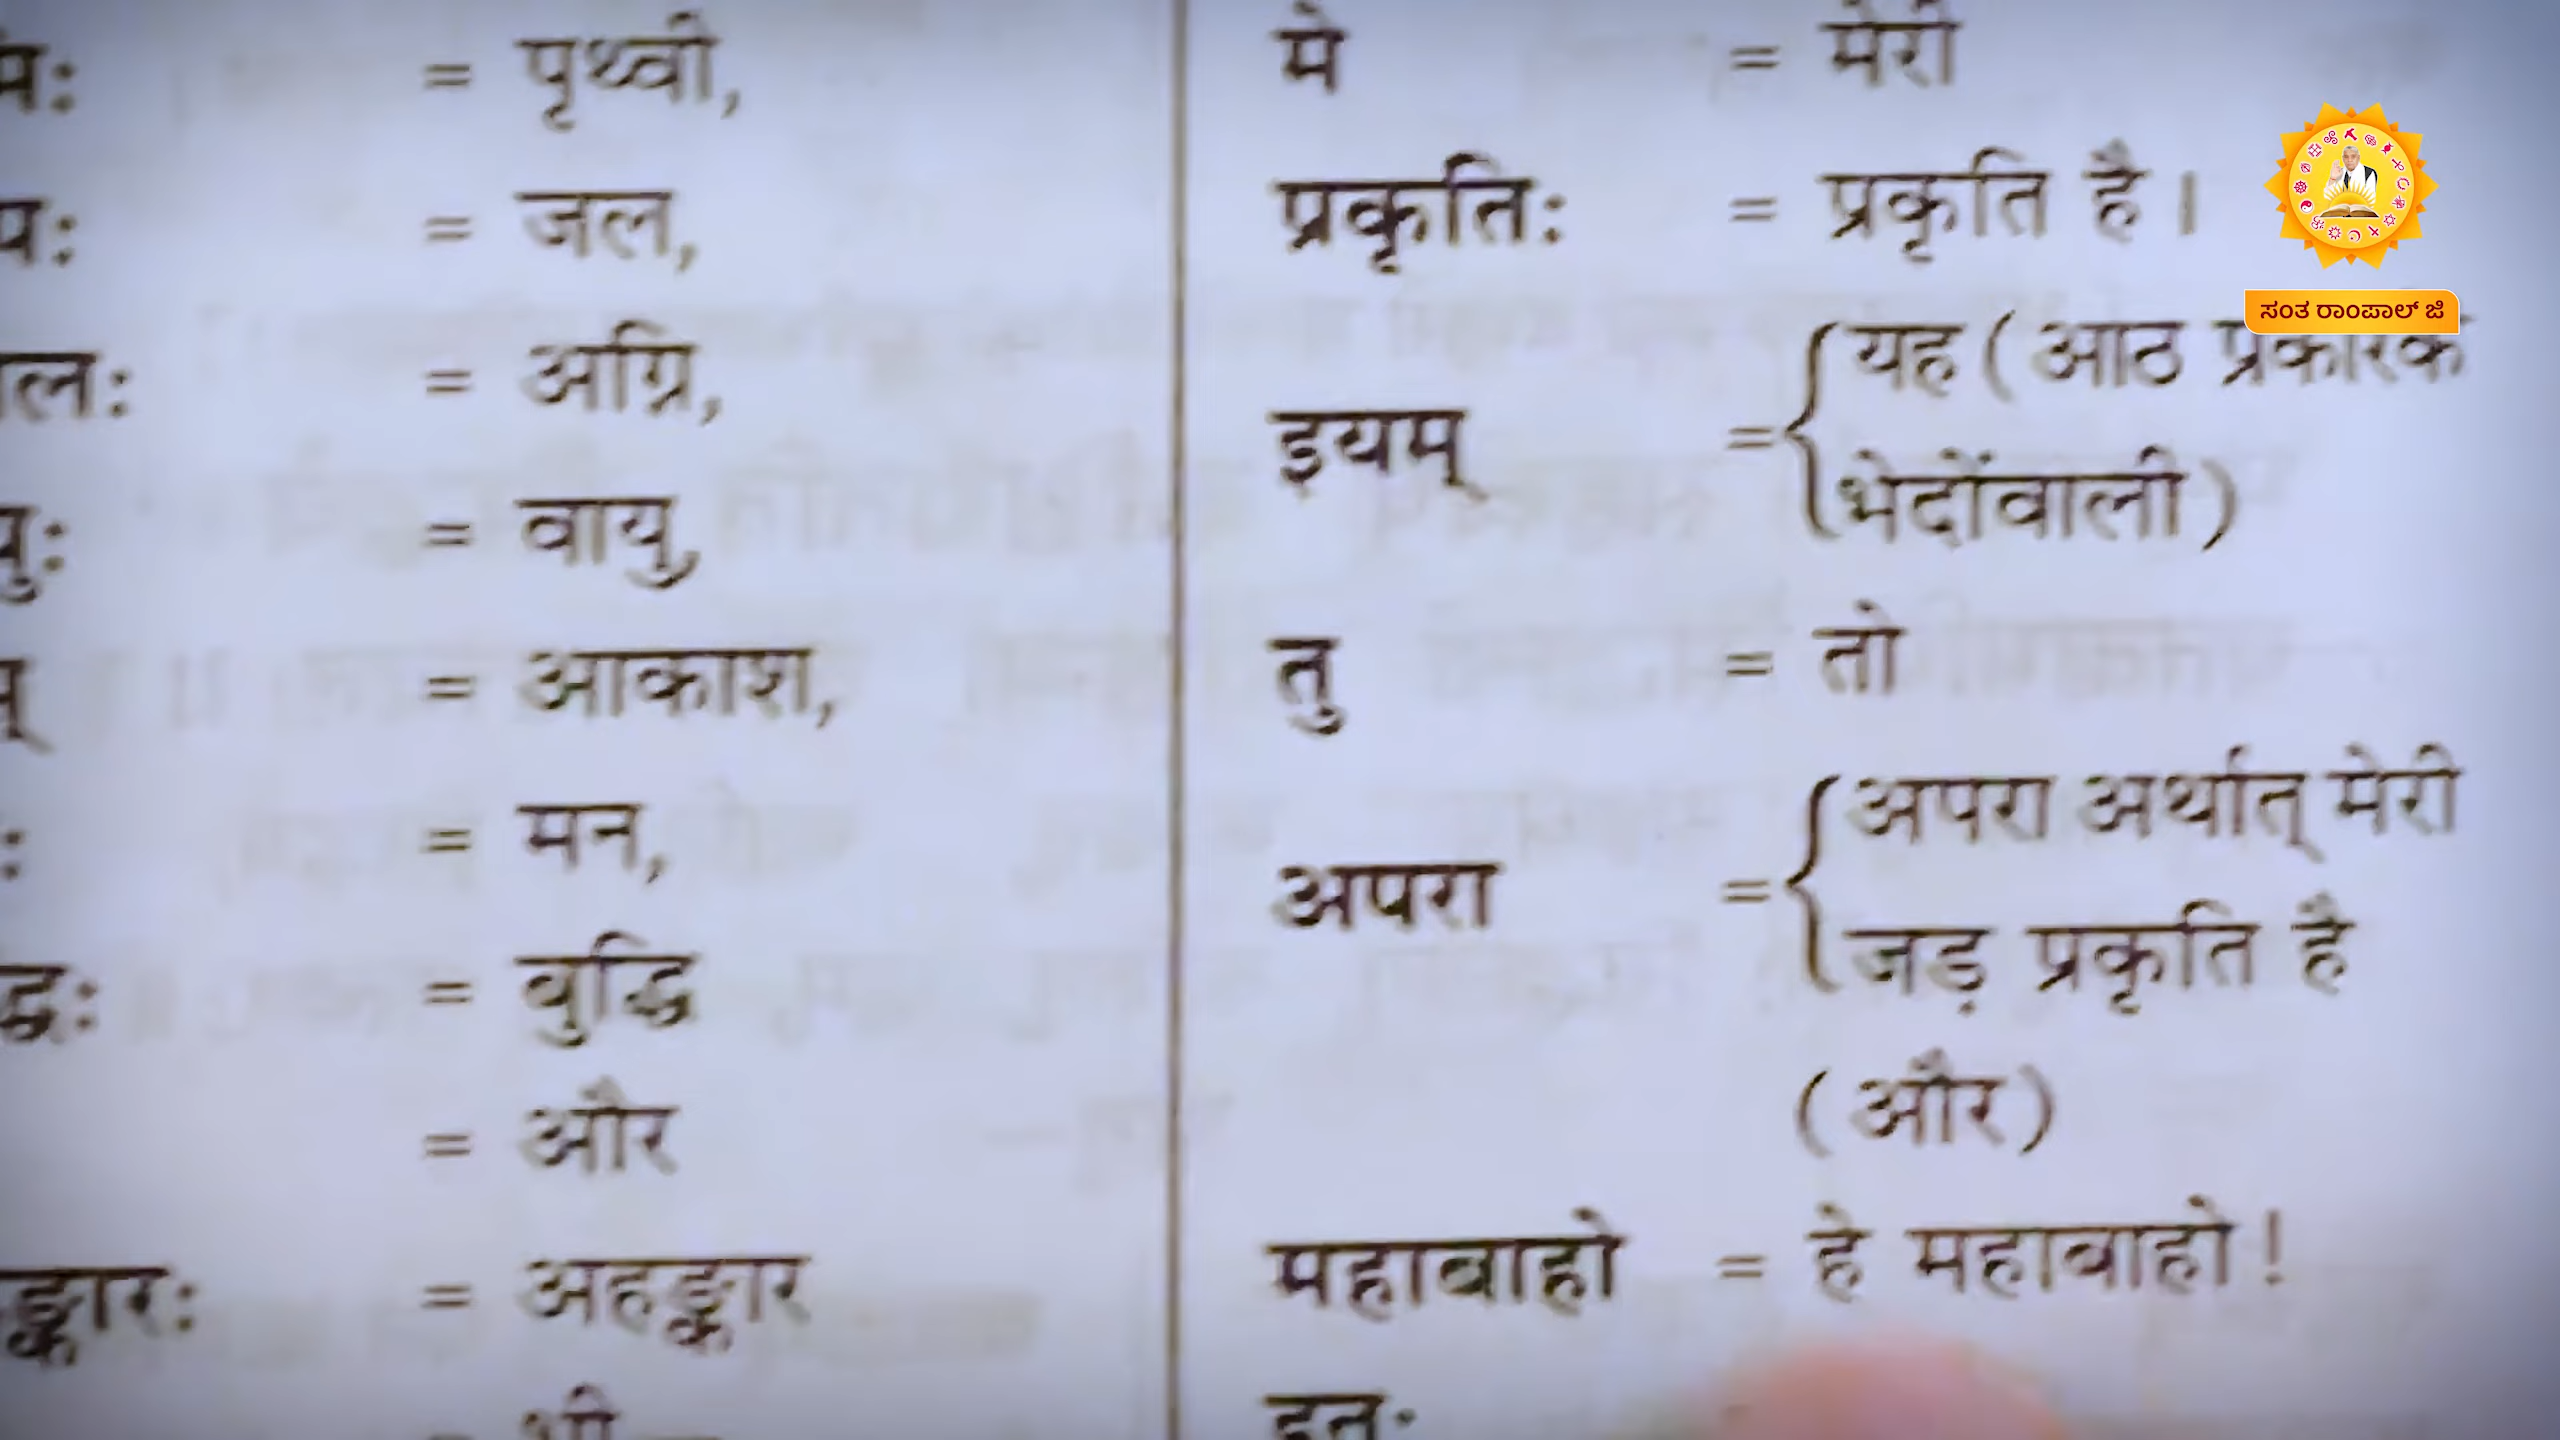 = पृथ्वी,
= जल,
= अग्नि,
= वायु,
= आकाश,
= मन,
= बुद्धि
= और
= अहङ्कार
मे = मेरी
प्रकृतिः = प्रकृति है।
यह (आठ प्रकारके
इयम् =
भेदोंवाली)
तु = तो
अपरा अर्थात् मेरी
अपरा =
जड़ प्रकृति है
(और)
महाबाहो = हे महाबाहो!
ಸಂತ ರಾಂಪಾಲ್ ಜಿ